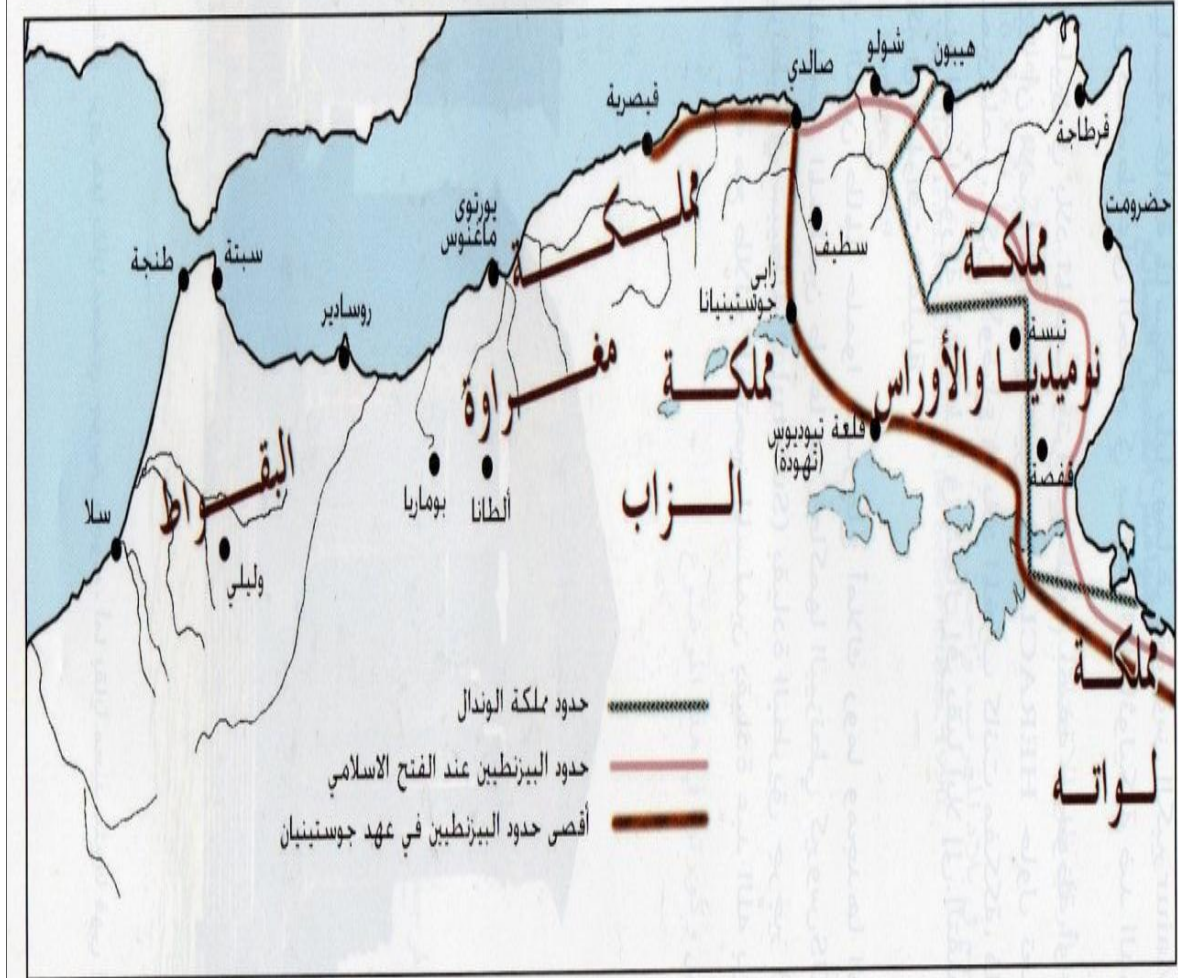 هيبون
شولو
صالدي
قيصرية
قرطاجة
حضرموت
سطيف
مملكة
مملكة
يورتوي
ماغنوس
سبتة
طنجة
زابي
جوستينيانا
روسادير
تبسة
نوميديا والأوراس
مملكة
مغراوة
قلعة تيوديوس
(تهودة)
قفصة
البقواط
الزاب
سلا
بوماريا
ألطانا
وليلي
مملكة
لواته
حدود مملكة الوندال
حدود البيزنطيين عند الفتح الاسلامي
أقصى حدود البيزنطيين في عهد جوستينيان